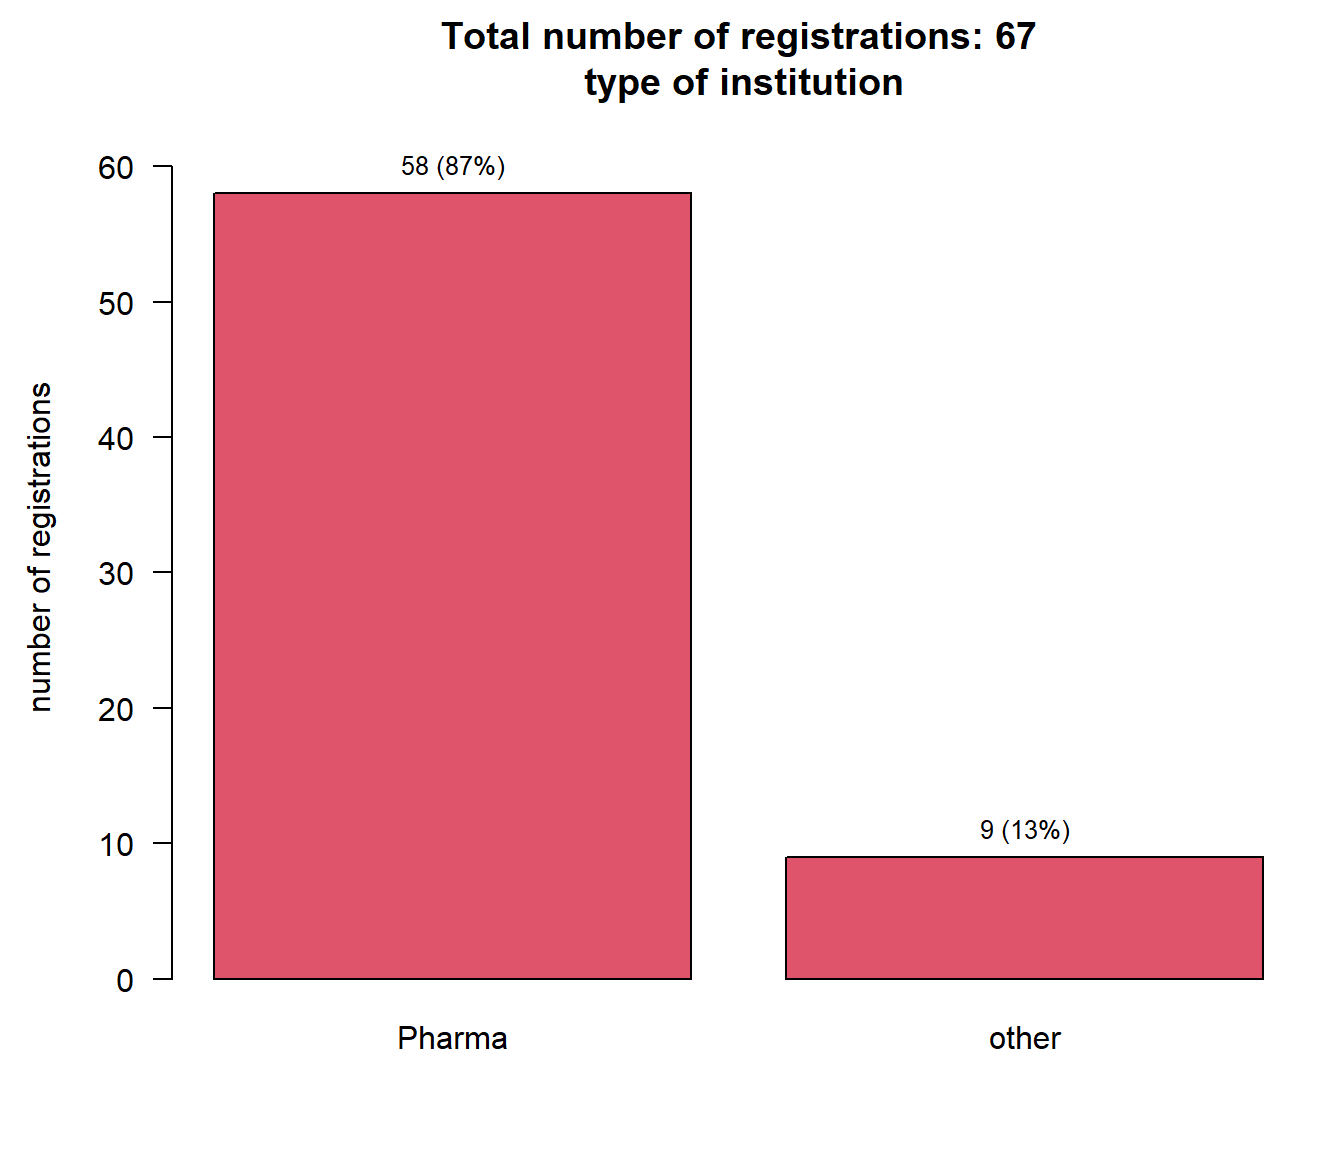 Total number of registrations: 67
type of institution
number of registrations
60
50
40
30
20
10
0
58 (87%)
9 (13%)
Pharma
other